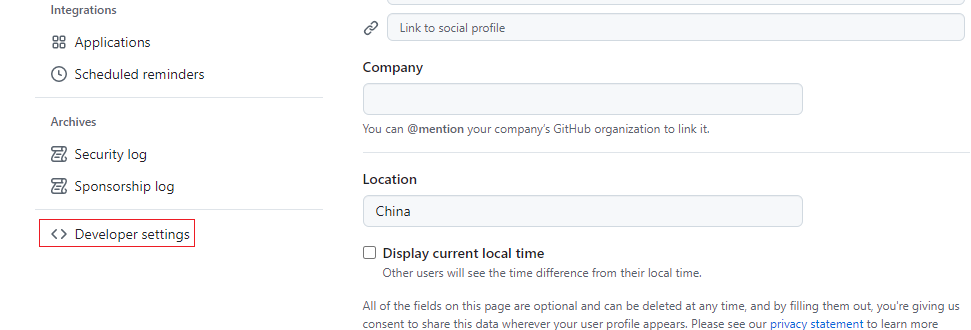 Integrations
Applications
Scheduled reminders
Archives
Security log
Sponsorship log
Developer settings
Link to social profile
Company
You can @mention your company's GitHub organization to link it.
Location
China
Display current local time
Other users will see the time difference from their local time.
All of the fields on this page are optional and can be deleted at any time, and by filling them out, you're giving us
consent to share this data wherever your user profile appears. Please see our privacy statement to learn more